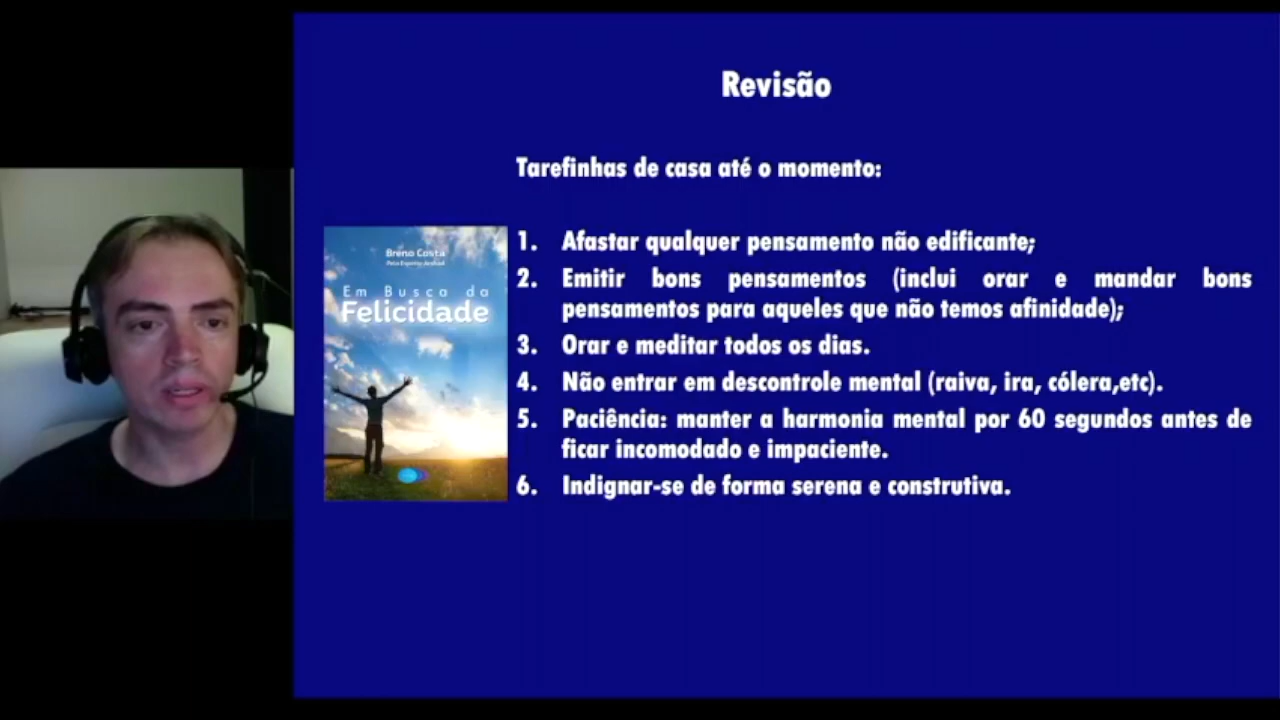 Revisão
Tarefinhas de casa até o momento:
Breno Costa
Pelo Espírito Arshad
Em Busca da
Felicidade
1. Afastar qualquer pensamento não edificante;
2. Emitir bons pensamentos (inclui orar e mandar bons
pensamentos para aqueles que não temos afinidade);
3. Orar e meditar todos os dias.
4. Não entrar em descontrole mental (raiva, ira, cólera,etc).
5. Paciência: manter a harmonia mental por 60 segundos antes de
ficar incomodado e impaciente.
6. Indignar-se de forma serena e construtiva.